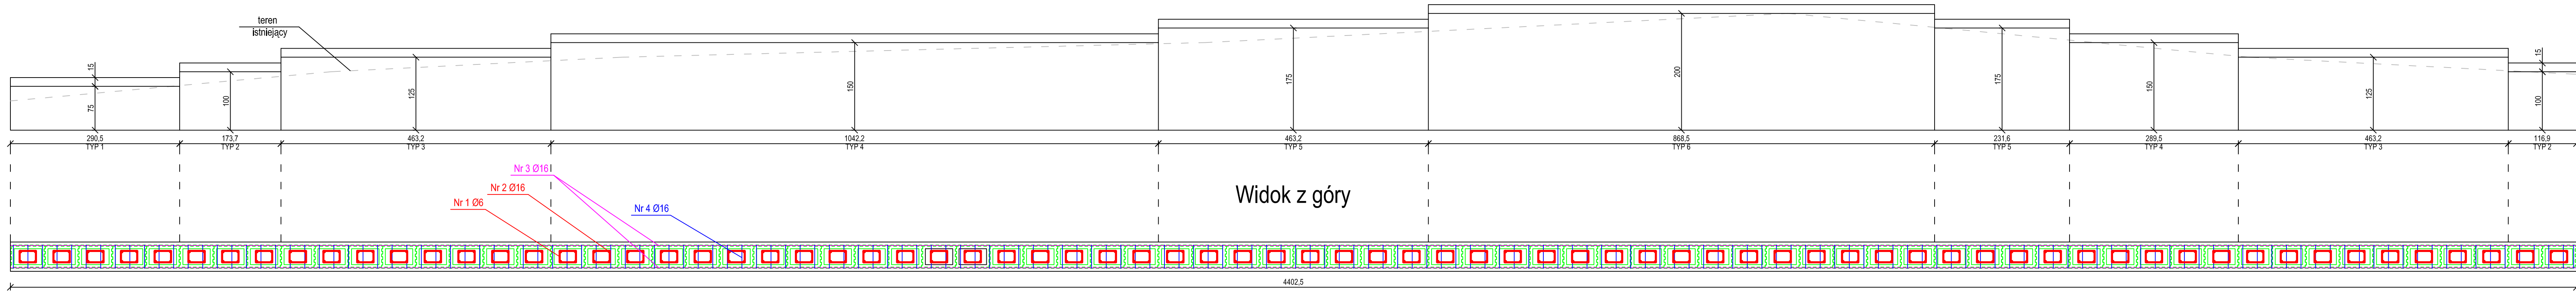 teren
istniejący
15
75
100
125
150
175
200
175
150
125
15
100
290,5
TYP 1
173,7
TYP 2
463,2
TYP 3
1042,2
TYP 4
463,2
TYP 5
868,5
TYP 6
231,6
TYP 5
289,5
TYP 4
463,2
TYP 3
116,9
TYP 2
Nr 3 Ø16
Nr 2 Ø16
Nr 1 Ø6
Nr 4 Ø16
Widok z góry
4402,5